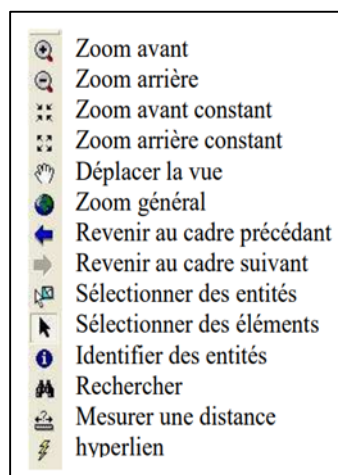 Zoom avant
Zoom arrière
Zoom avant constant
Zoom arrière constant
Déplacer la vue
Zoom général
Revenir au cadre précédant
Revenir au cadre suivant
Sélectionner des entités
Sélectionner des éléments
Identifier des entités
Rechercher
Mesurer une distance
hyperlien